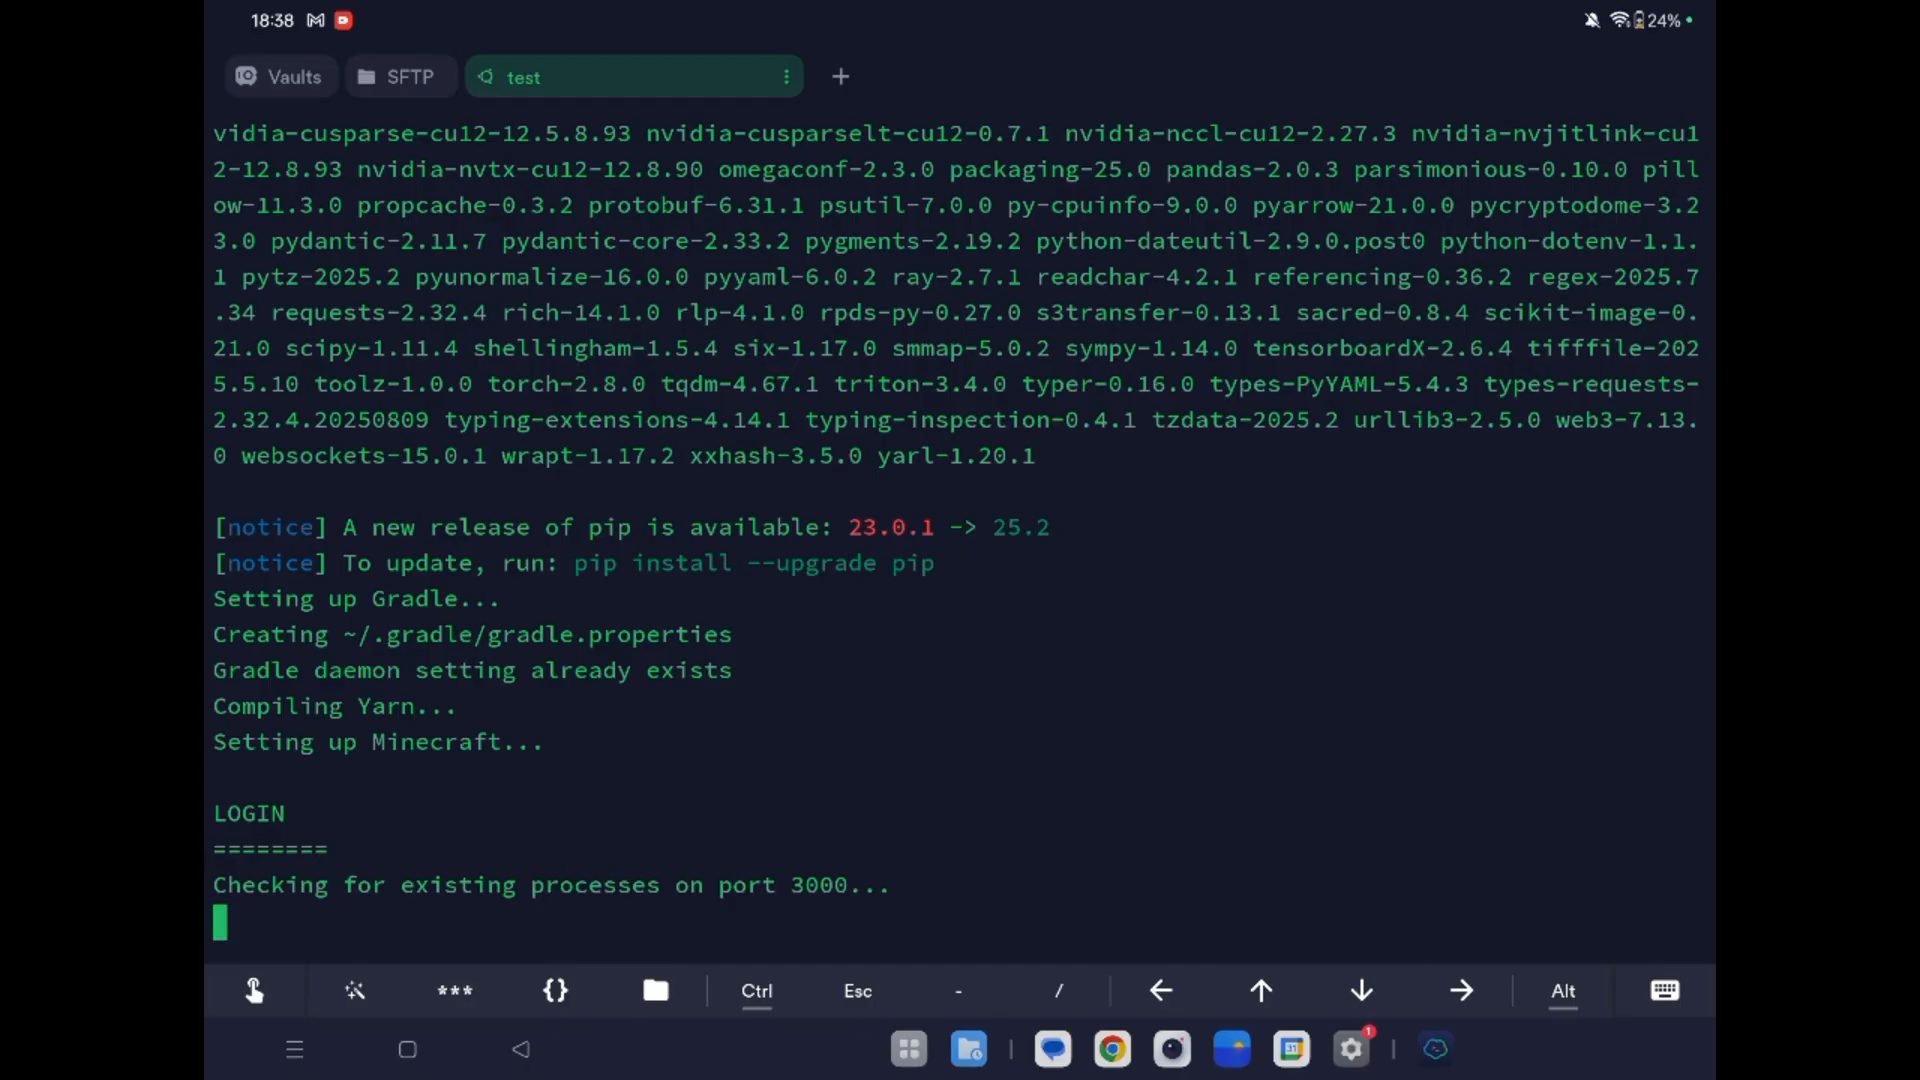 18:38
24%
Vaults
SFTP
test
vidia-cusparse-cu12-12.5.8.93 nvidia-cusparselt-cu12-0.7.1 nvidia-nccl-cu12-2.27.3 nvidia-nvjitlink-cu1
2-12.8.93 nvidia-nvtx-cu12-12.8.90 omegaconf-2.3.0 packaging-25.0 pandas-2.0.3 parsimonious-0.10.0 pill
ow-11.3.0 propcache-0.3.2 protobuf-6.31.1 psutil-7.0.0 py-cpuinfo-9.0.0 pyarrow-21.0.0 pycryptodome-3.2
3.0 pydantic-2.11.7 pydantic-core-2.33.2 pygments-2.19.2 python-dateutil-2.9.0.post0 python-dotenv-1.1.
1 pytz-2025.2 pyunormalize-16.0.0 pyyaml-6.0.2 ray-2.7.1 readchar-4.2.1 referencing-0.36.2 regex-2025.7
.34 requests-2.32.4 rich-14.1.0 rlp-4.1.0 rpds-py-0.27.0 s3transfer-0.13.1 sacred-0.8.4 scikit-image-0.
21.0 scipy-1.11.4 shellingham-1.5.4 six-1.17.0 smmap-5.0.2 sympy-1.14.0 tensorboardX-2.6.4 tifffile-202
5.5.10 toolz-1.0.0 torch-2.8.0 tqdm-4.67.1 triton-3.4.0 typer-0.16.0 types-PyYAML-5.4.3 types-requests-
2.32.4.20250809 typing-extensions-4.14.1 typing-inspection-0.4.1 tzdata-2025.2 urllib3-2.5.0 web3-7.13.
0 websockets-15.0.1 wrapt-1.17.2 xxhash-3.5.0 yarl-1.20.1
[notice] A new release of pip is available: 23.0.1 -> 25.2
[notice] To update, run: pip install --upgrade pip
Setting up Gradle...
Creating ~/.gradle/gradle.properties
Gradle daemon setting already exists
Compiling Yarn...
Setting up Minecraft...
LOGIN
========
Checking for existing processes on port 3000...
*** {} Ctrl Esc - / Alt
31
1